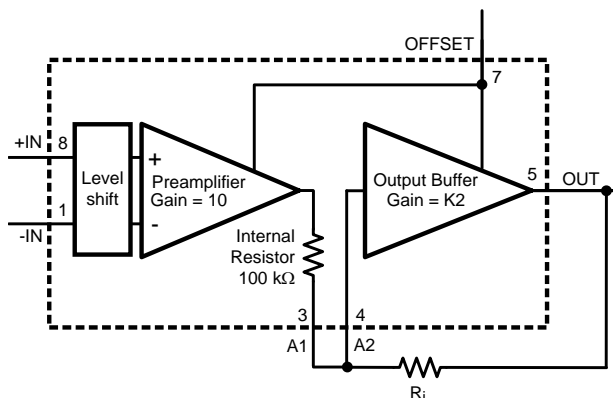 OFFSET
7
+IN
8
Level
shift
+
-
Preamplifier
Gain = 10
Output Buffer
Gain = K2
5
OUT
1
-IN
Internal
Resistor
100 kΩ
3
4
A1
A2
Ri